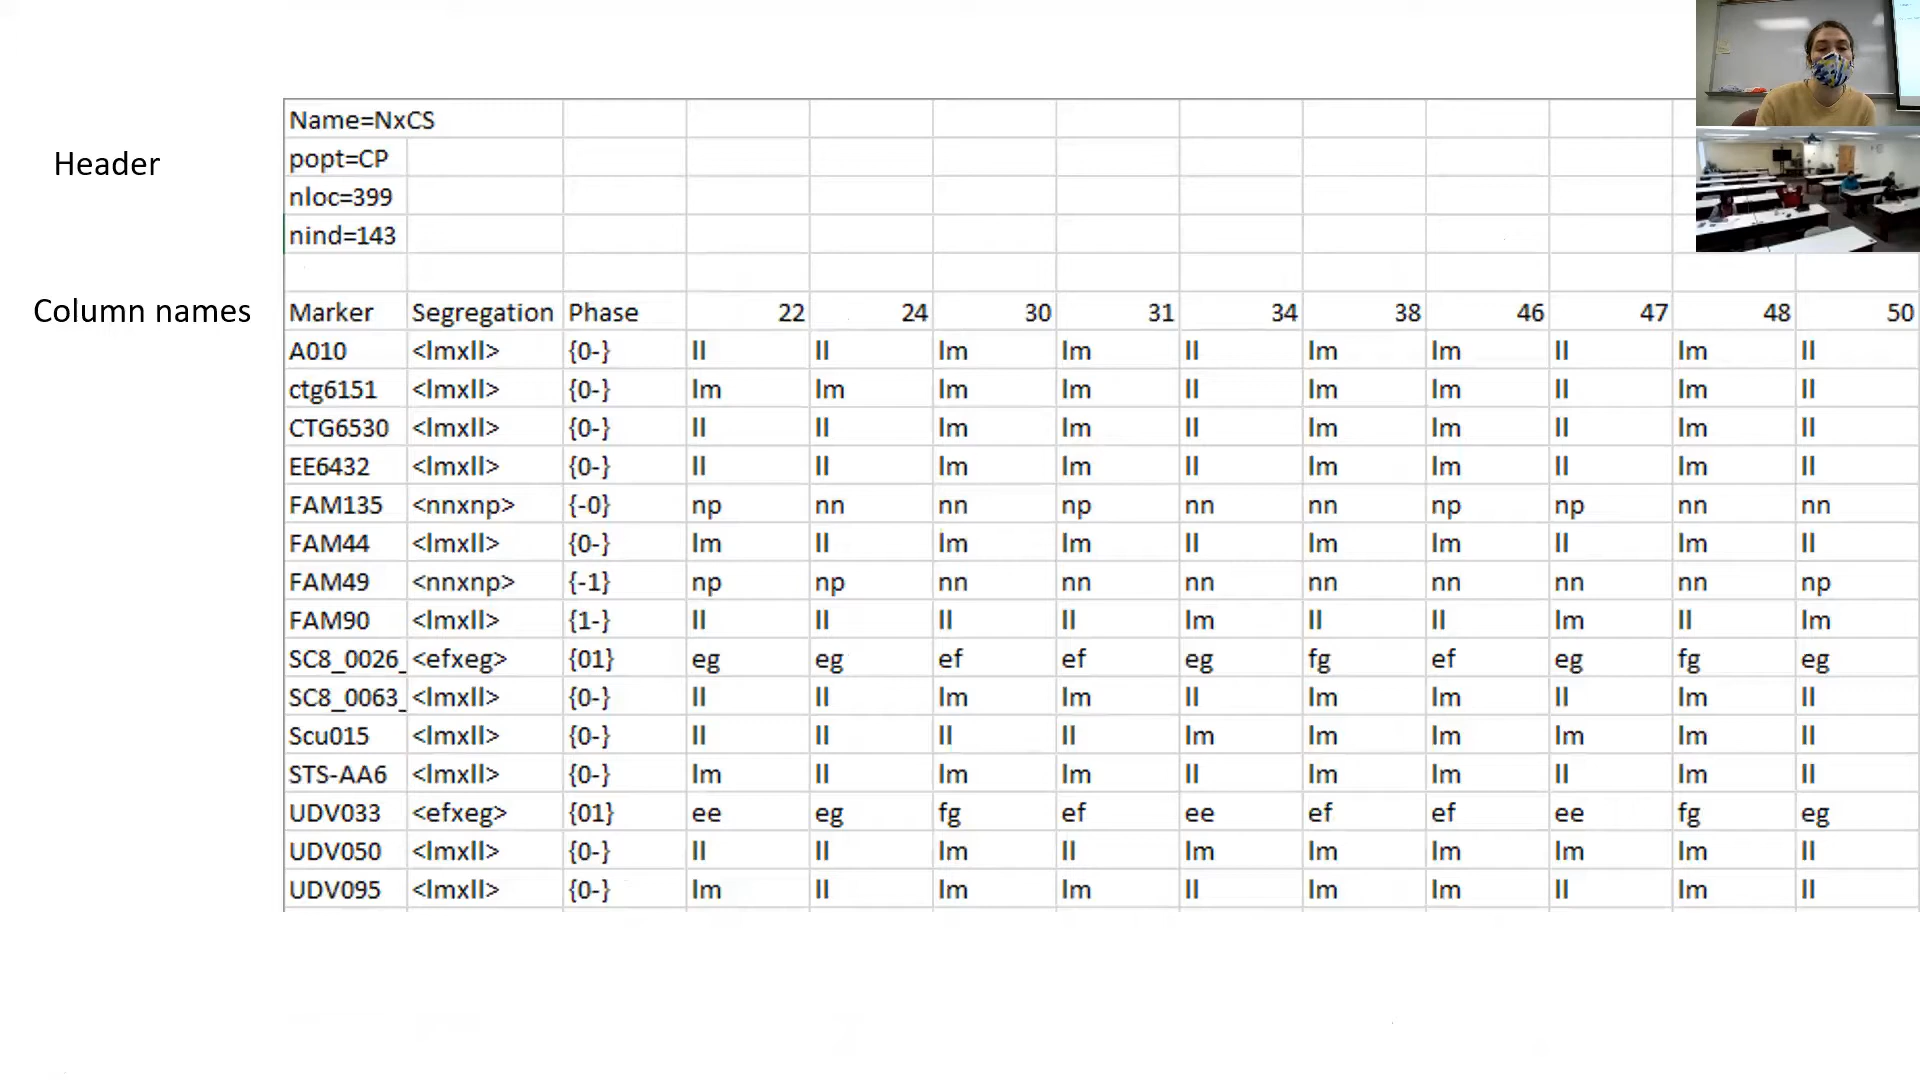 Header
Name=NxCS
popt=CP
nloc=399
nind=143
Column names
Marker Segregation Phase 22 24 30 31 34 38 46 47 48 50
A010 <lmxll> {0-} ll ll lm lm ll lm lm ll lm ll
ctg6151 <lmxll> {0-} lm lm lm lm ll lm lm ll lm ll
CTG6530 <lmxll> {0-} ll ll lm lm ll lm lm ll lm ll
EE6432 <lmxll> {0-} ll ll lm lm ll lm lm ll lm ll
FAM135 <nnxnp> {-0} np nn nn np nn nn np np nn nn
FAM44 <lmxll> {0-} lm ll lm lm ll lm lm ll lm ll
FAM49 <nnxnp> {-1} np np nn nn nn nn nn nn nn np
FAM90 <lmxll> {1-} ll ll ll ll lm ll ll lm ll lm
SC8_0026_ <efxeg> {01} eg eg ef ef eg fg ef eg fg eg
SC8_0063_ <lmxll> {0-} ll ll lm lm ll lm lm ll lm ll
Scu015 <lmxll> {0-} ll ll ll ll lm lm lm lm lm ll
STS-AA6 <lmxll> {0-} lm ll lm lm ll lm lm ll lm ll
UDV033 <efxeg> {01} ee eg fg ef ee ef ef ee fg eg
UDV050 <lmxll> {0-} ll ll lm ll lm lm lm lm lm ll
UDV095 <lmxll> {0-} lm ll lm lm ll lm lm ll lm ll